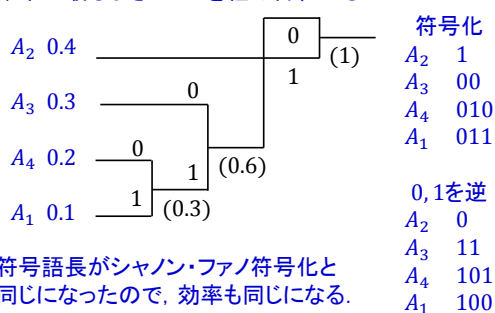 A₂ 0.4
A₃ 0.3
A₄ 0.2
A₁ 0.1
0
1
(0.3)
0
1
(0.6)
0
1
(1)
符号語長がシャノン・ファノ符号化と
同じになったので，効率も同じになる.
符号化
A₂ 1
A₃ 00
A₄ 010
A₁ 011
0, 1を逆
A₂ 0
A₃ 11
A₄ 101
A₁ 100